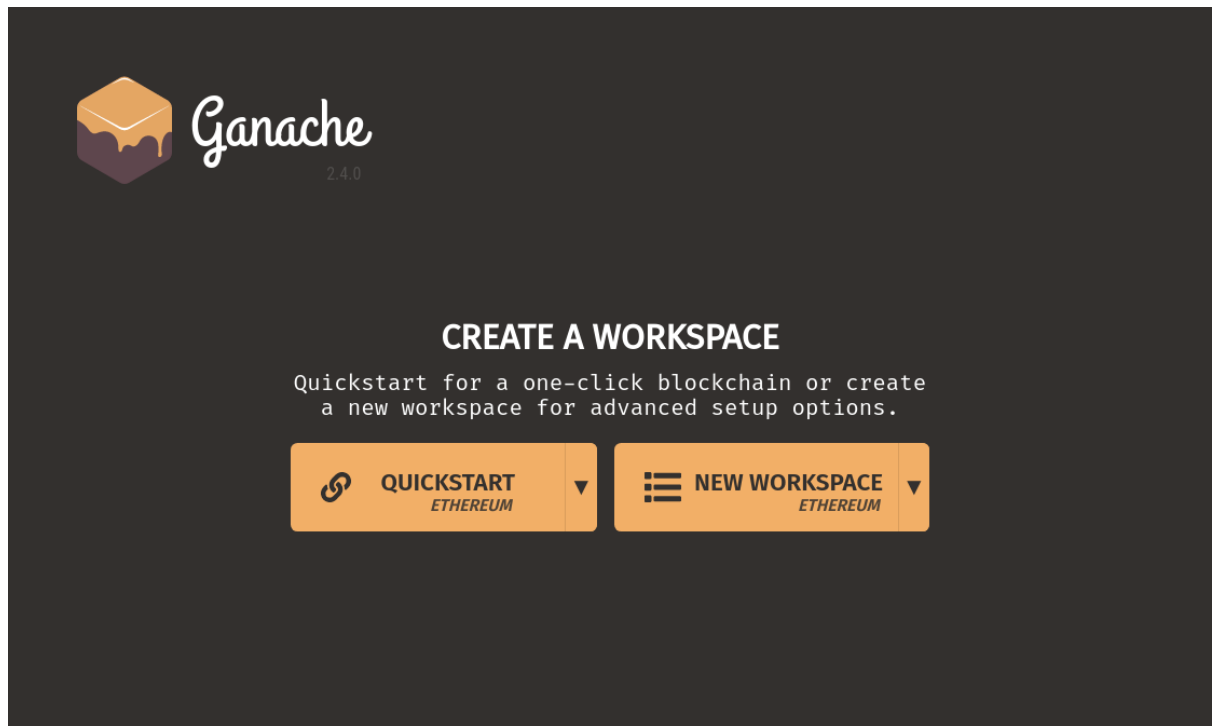 Ganache
2.4.0
CREATE A WORKSPACE
Quickstart for a one-click blockchain or create
a new workspace for advanced setup options.
QUICKSTART
ETHEREUM
NEW WORKSPACE
ETHEREUM